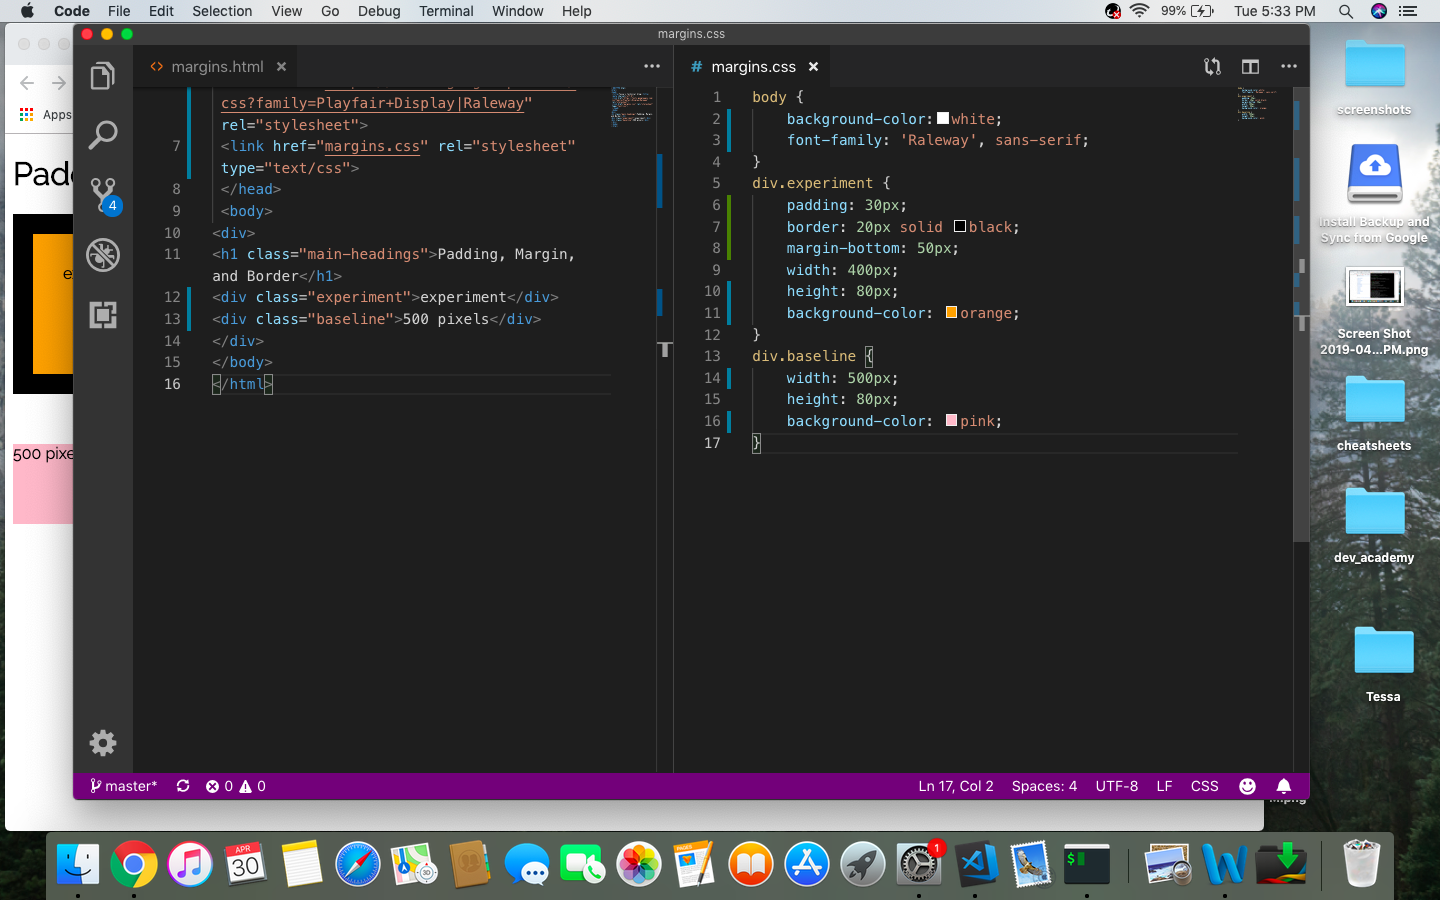 Code File Edit Selection View Go Debug Terminal Window Help
99% Tue 5:33 PM
margins.css
Apps
Padd
ex
500 pixe
4
margins.html
css?family=Playfair+Display|Raleway"
rel="stylesheet">
7 <link href="margins.css" rel="stylesheet"
type="text/css">
8 </head>
9 <body>
10 <div>
11 <h1 class="main-headings">Padding, Margin,
and Border</h1>
12 <div class="experiment">experiment</div>
13 <div class="baseline">500 pixels</div>
14 </div>
15 </body>
16 </html>
# margins.css
1 body {
2 background-color: white;
3 font-family: 'Raleway', sans-serif;
4 }
5 div.experiment {
6 padding: 30px;
7 border: 20px solid black;
8 margin-bottom: 50px;
9 width: 400px;
10 height: 80px;
11 background-color: orange;
12 }
13 div.baseline {
14 width: 500px;
15 height: 80px;
16 background-color: pink;
17 }
master* 0 0 Ln 17, Col 2 Spaces: 4 UTF-8 LF CSS
screenshots
Install Backup and
Sync from Google
Screen Shot
2019-04...PM.png
cheatsheets
dev_academy
Tessa
M.png
APR
30
3D
PAGES
1
$